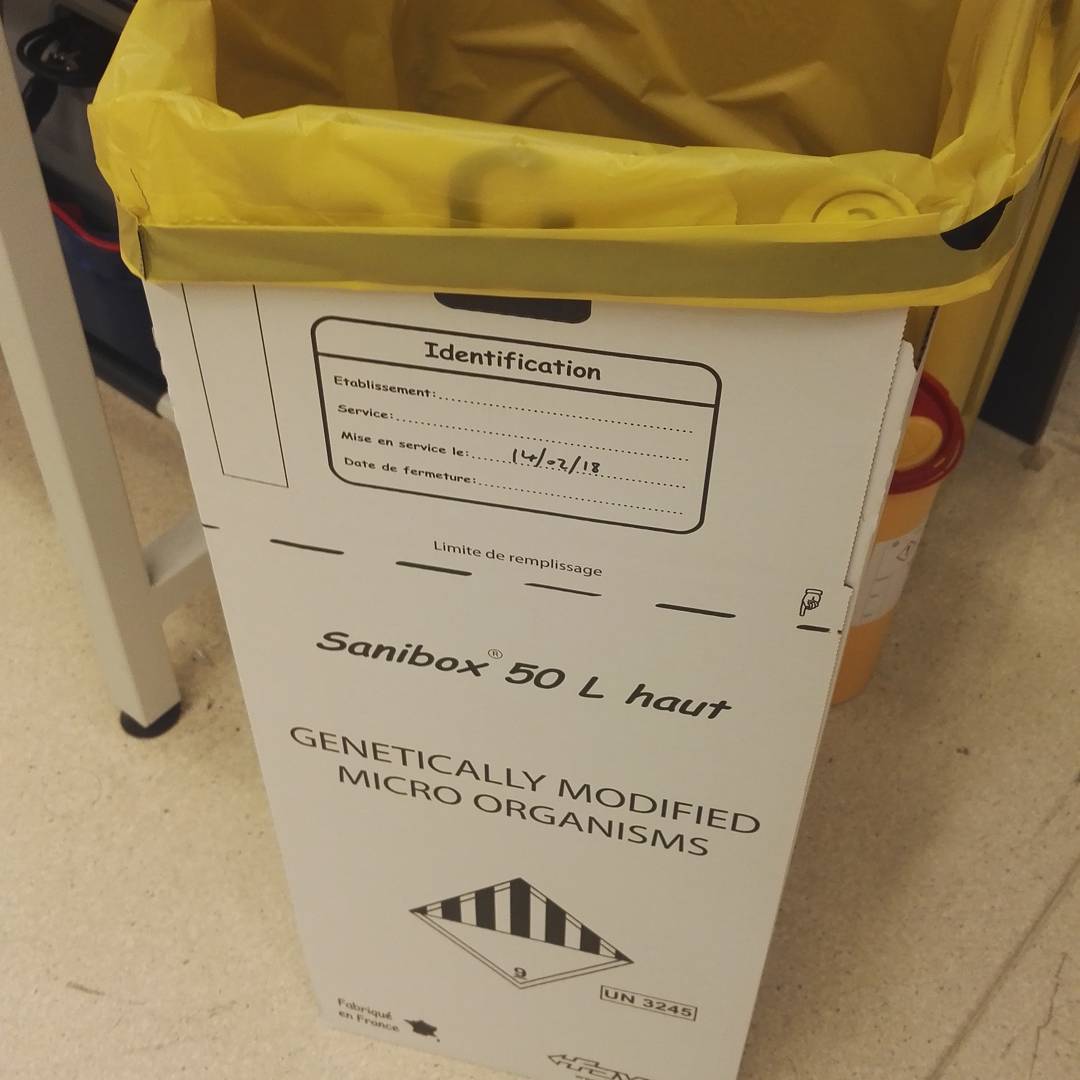 Identification
Etablissement:
Service:
Mise en service le: 14/02/18
Date de fermeture:
Limite de remplissage
Sanibox® 50 L haut
GENETICALLY MODIFIED
MICRO ORGANISMS
9
UN 3245
Fabriqué
en France